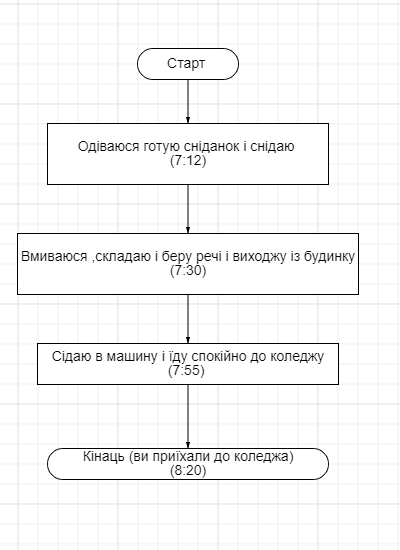 Старт
Одіваюся готую сніданок і снідаю
(7:12)
Вмиваюся ,складаю і беру речі і виходжу із будинку
(7:30)
Сідаю в машину і їду спокійно до коледжу
(7:55)
Кінаць (ви приїхали до коледжа)
(8:20)